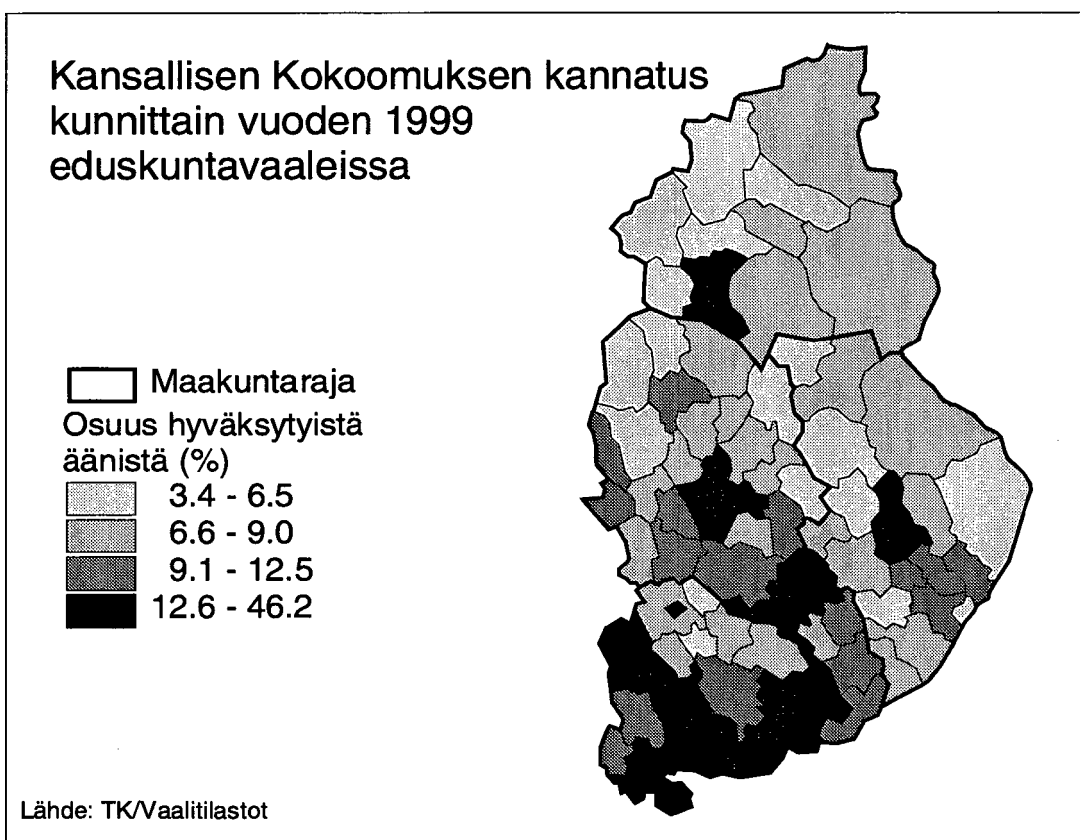 Kansallisen Kokoomuksen kannatus
kunnittain vuoden 1999
eduskuntavaaleissa
Maakuntaraja
Osuus hyväksytyistä
äänistä (%)
3.4 - 6.5
6.6 - 9.0
9.1 - 12.5
12.6 - 46.2
Lähde: TK/Vaalitilastot